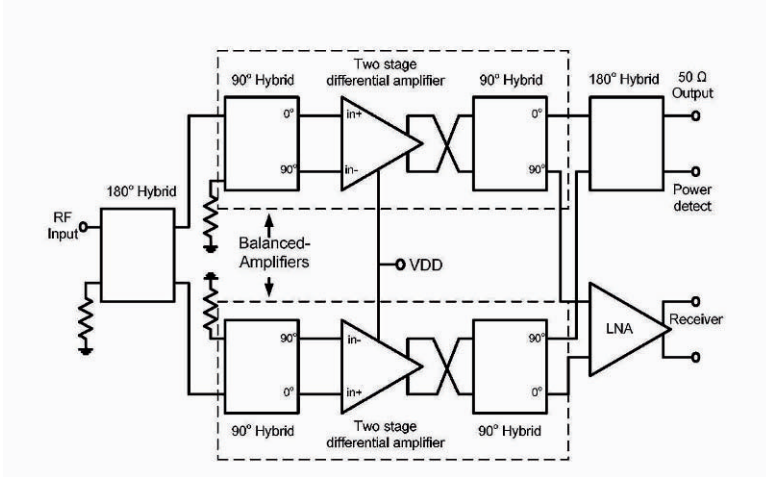 Two stage
differential amplifier
90° Hybrid
90° Hybrid
180° Hybrid
50 Ω
Output
0°
in+
0°
90°
in-
90°
180° Hybrid
Power
detect
RF
Input
Balanced-
Amplifiers
VDD
LNA
Receiver
90°
in-
90°
0°
in+
0°
90° Hybrid
Two stage
differential amplifier
90° Hybrid